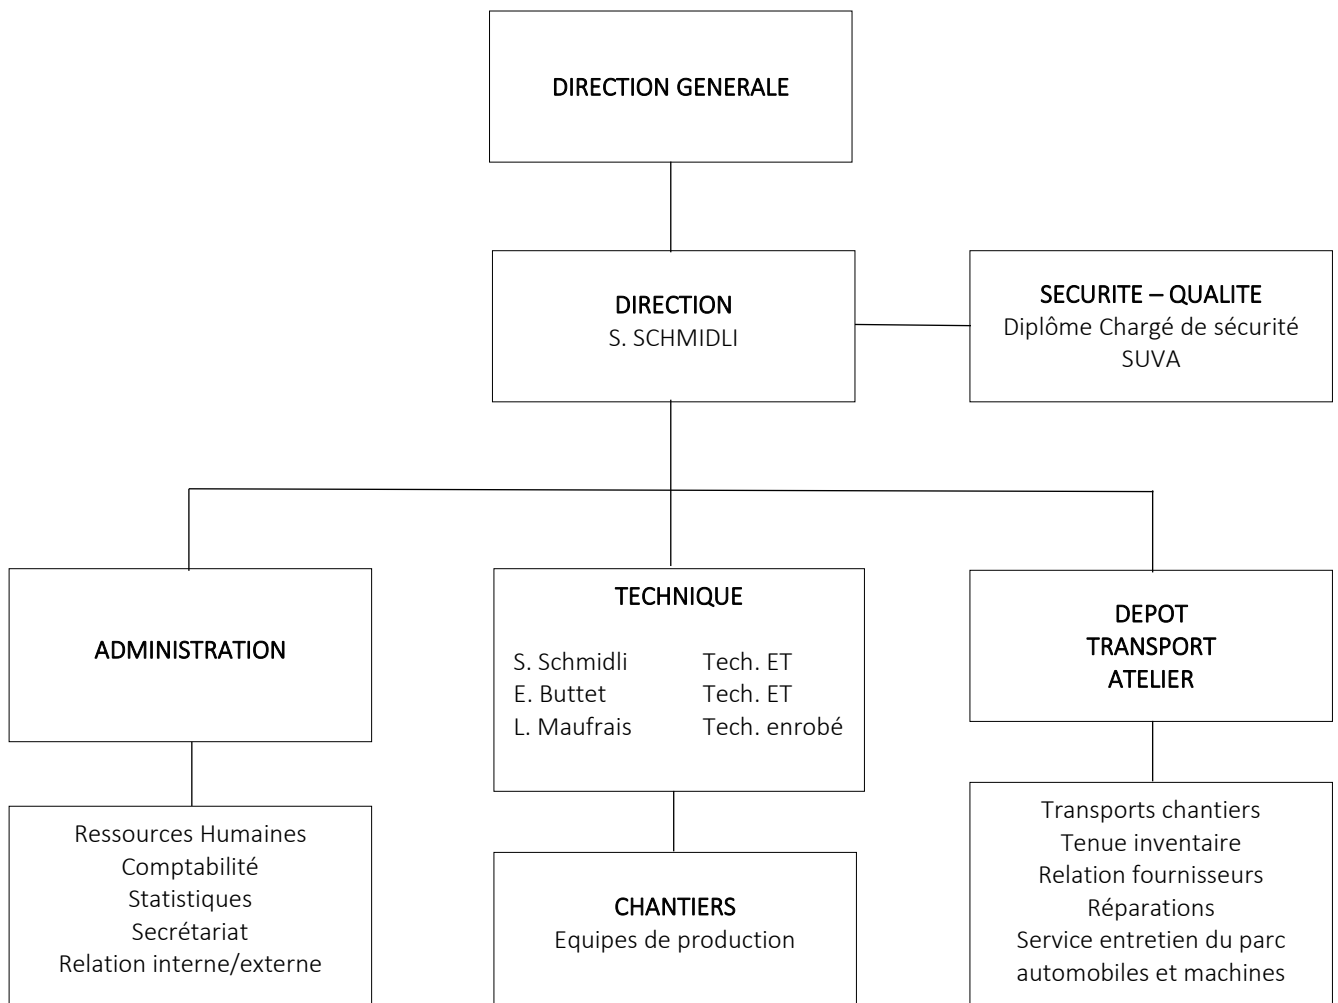 DIRECTION GENERALE
DIRECTION
S. SCHMIDLI
SECURITE – QUALITE
Diplôme Chargé de sécurité
SUVA
ADMINISTRATION
TECHNIQUE
S. Schmidli Tech. ET
E. Buttet Tech. ET
L. Maufrais Tech. enrobé
DEPOT
TRANSPORT
ATELIER
Ressources Humaines
Comptabilité
Statistiques
Secrétariat
Relation interne/externe
CHANTIERS
Equipes de production
Transports chantiers
Tenue inventaire
Relation fournisseurs
Réparations
Service entretien du parc
automobiles et machines